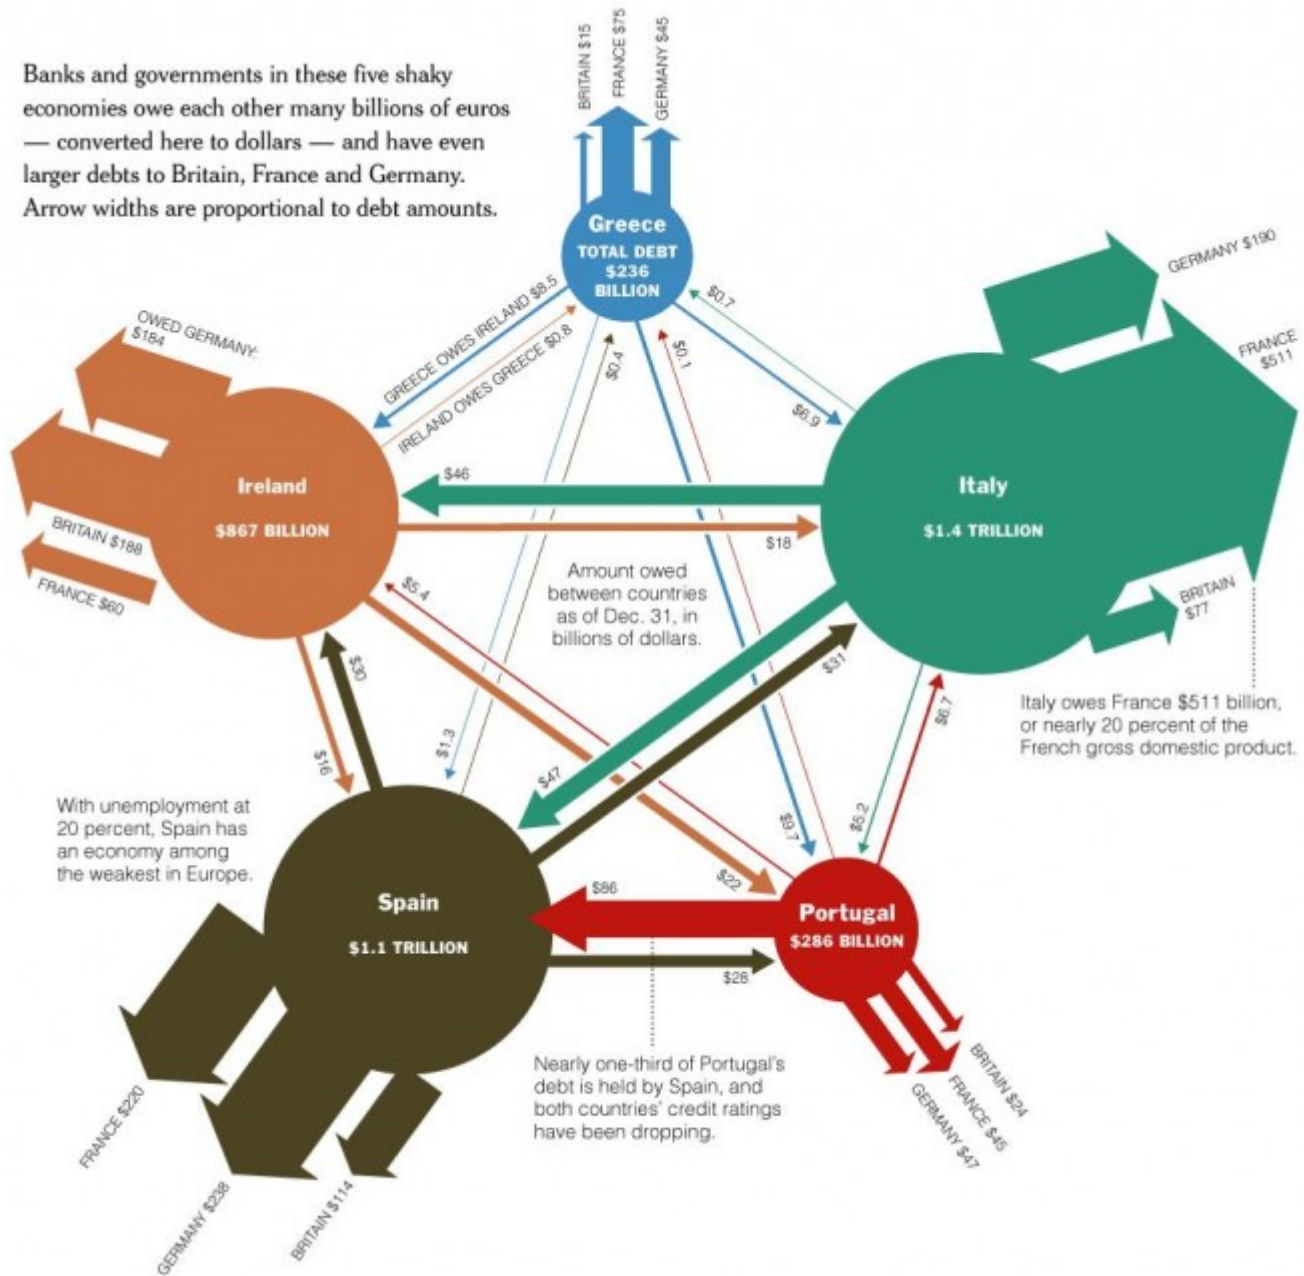 Banks and governments in these five shaky
economies owe each other many billions of euros
— converted here to dollars — and have even
larger debts to Britain, France and Germany.
Arrow widths are proportional to debt amounts.
BRITAIN $15
FRANCE $75
GERMANY $45
Greece
TOTAL DEBT
$236
BILLION
GREECE OWES IRELAND $8.5
IRELAND OWES GREECE $0.8
$0.4
$0.1
$0.7
$6.9
GERMANY $190
FRANCE
$511
OWED GERMANY:
$184
Ireland
$867 BILLION
BRITAIN $188
FRANCE $60
$46
$18
Italy
$1.4 TRILLION
BRITAIN
$77
Amount owed
between countries
as of Dec. 31, in
billions of dollars.
$5.4
$30
$16
$1.3
$47
$31
$9.7
$5.2
$6.7
$22
Italy owes France $511 billion,
or nearly 20 percent of the
French gross domestic product.
With unemployment at
20 percent, Spain has
an economy among
the weakest in Europe.
Spain
$1.1 TRILLION
$86
$28
Portugal
$286 BILLION
Nearly one-third of Portugal's
debt is held by Spain, and
both countries' credit ratings
have been dropping.
FRANCE $220
GERMANY $238
BRITAIN $114
BRITAIN $24
FRANCE $45
GERMANY $47